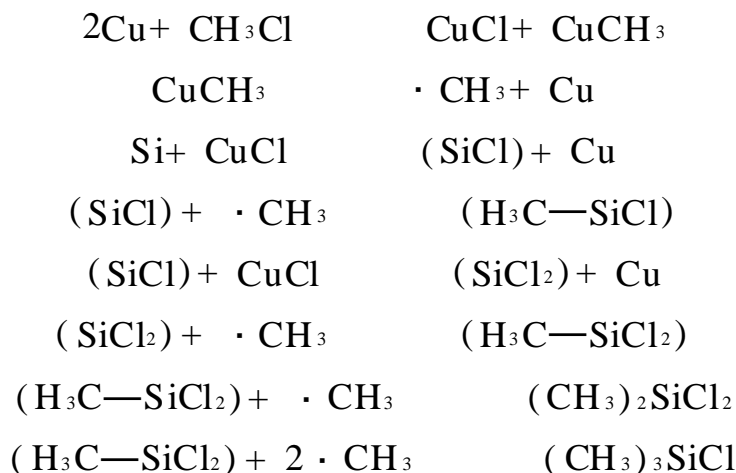 2Cu+ CH₃Cl CuCl+ CuCH₃
CuCH₃ · CH₃+ Cu
Si+ CuCl (SiCl)+ Cu
(SiCl)+ · CH₃ (H₃C—SiCl)
(SiCl)+ CuCl (SiCl₂)+ Cu
(SiCl₂)+ · CH₃ (H₃C—SiCl₂)
(H₃C—SiCl₂)+ · CH₃ (CH₃)₂SiCl₂
(H₃C—SiCl₂)+ 2 · CH₃ (CH₃)₃SiCl